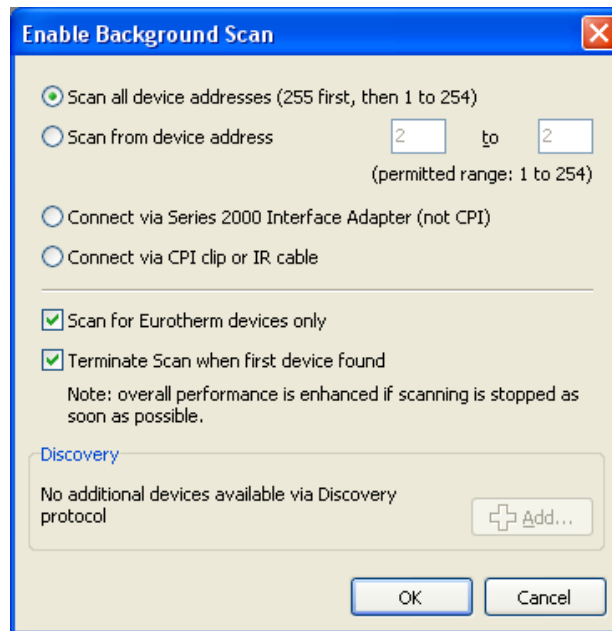 Enable Background Scan
Scan all device addresses (255 first, then 1 to 254)
Scan from device address 2 to 2
(permitted range: 1 to 254)
Connect via Series 2000 Interface Adapter (not CPI)
Connect via CPI clip or IR cable
Scan for Eurotherm devices only
Terminate Scan when first device found
Note: overall performance is enhanced if scanning is stopped as
soon as possible.
Discovery
No additional devices available via Discovery
protocol
Add...
OK Cancel